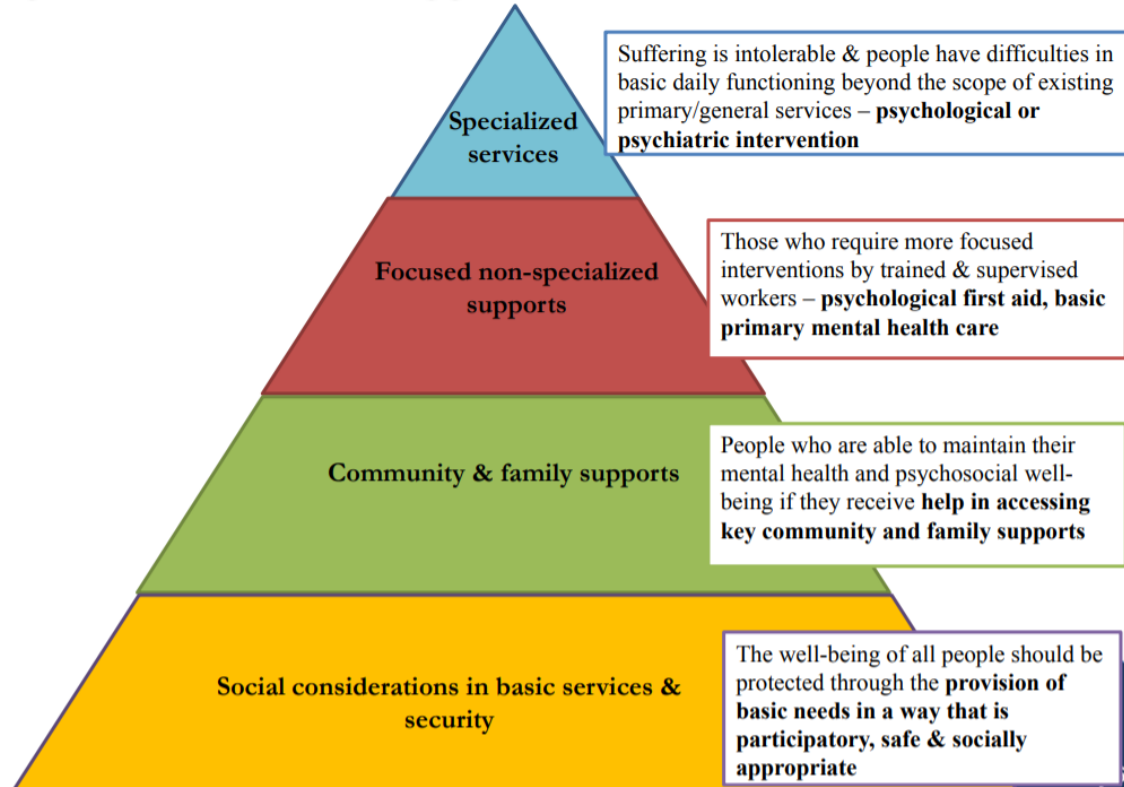 Specialized
services
Suffering is intolerable & people have difficulties in
basic daily functioning beyond the scope of existing
primary/general services – psychological or
psychiatric intervention
Focused non-specialized
supports
Those who require more focused
interventions by trained & supervised
workers – psychological first aid, basic
primary mental health care
Community & family supports
People who are able to maintain their
mental health and psychosocial well-
being if they receive help in accessing
key community and family supports
Social considerations in basic services &
security
The well-being of all people should be
protected through the provision of
basic needs in a way that is
participatory, safe & socially
appropriate